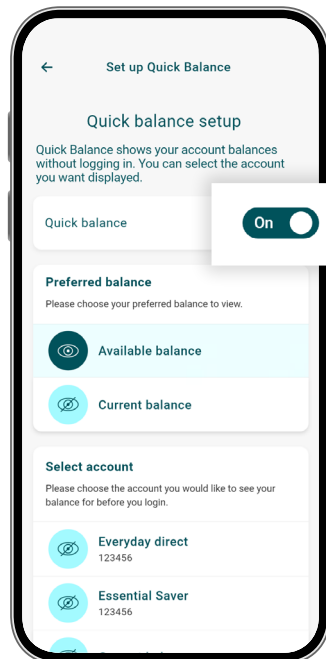 Set up Quick Balance
Quick balance setup
Quick Balance shows your account balances
without logging in. You can select the account
you want displayed.
Quick balance
On
Preferred balance
Please choose your preferred balance to view.
Available balance
Current balance
Select account
Please choose the account you would like to see your
balance for before you login.
Everyday direct
123456
Essential Saver
123456